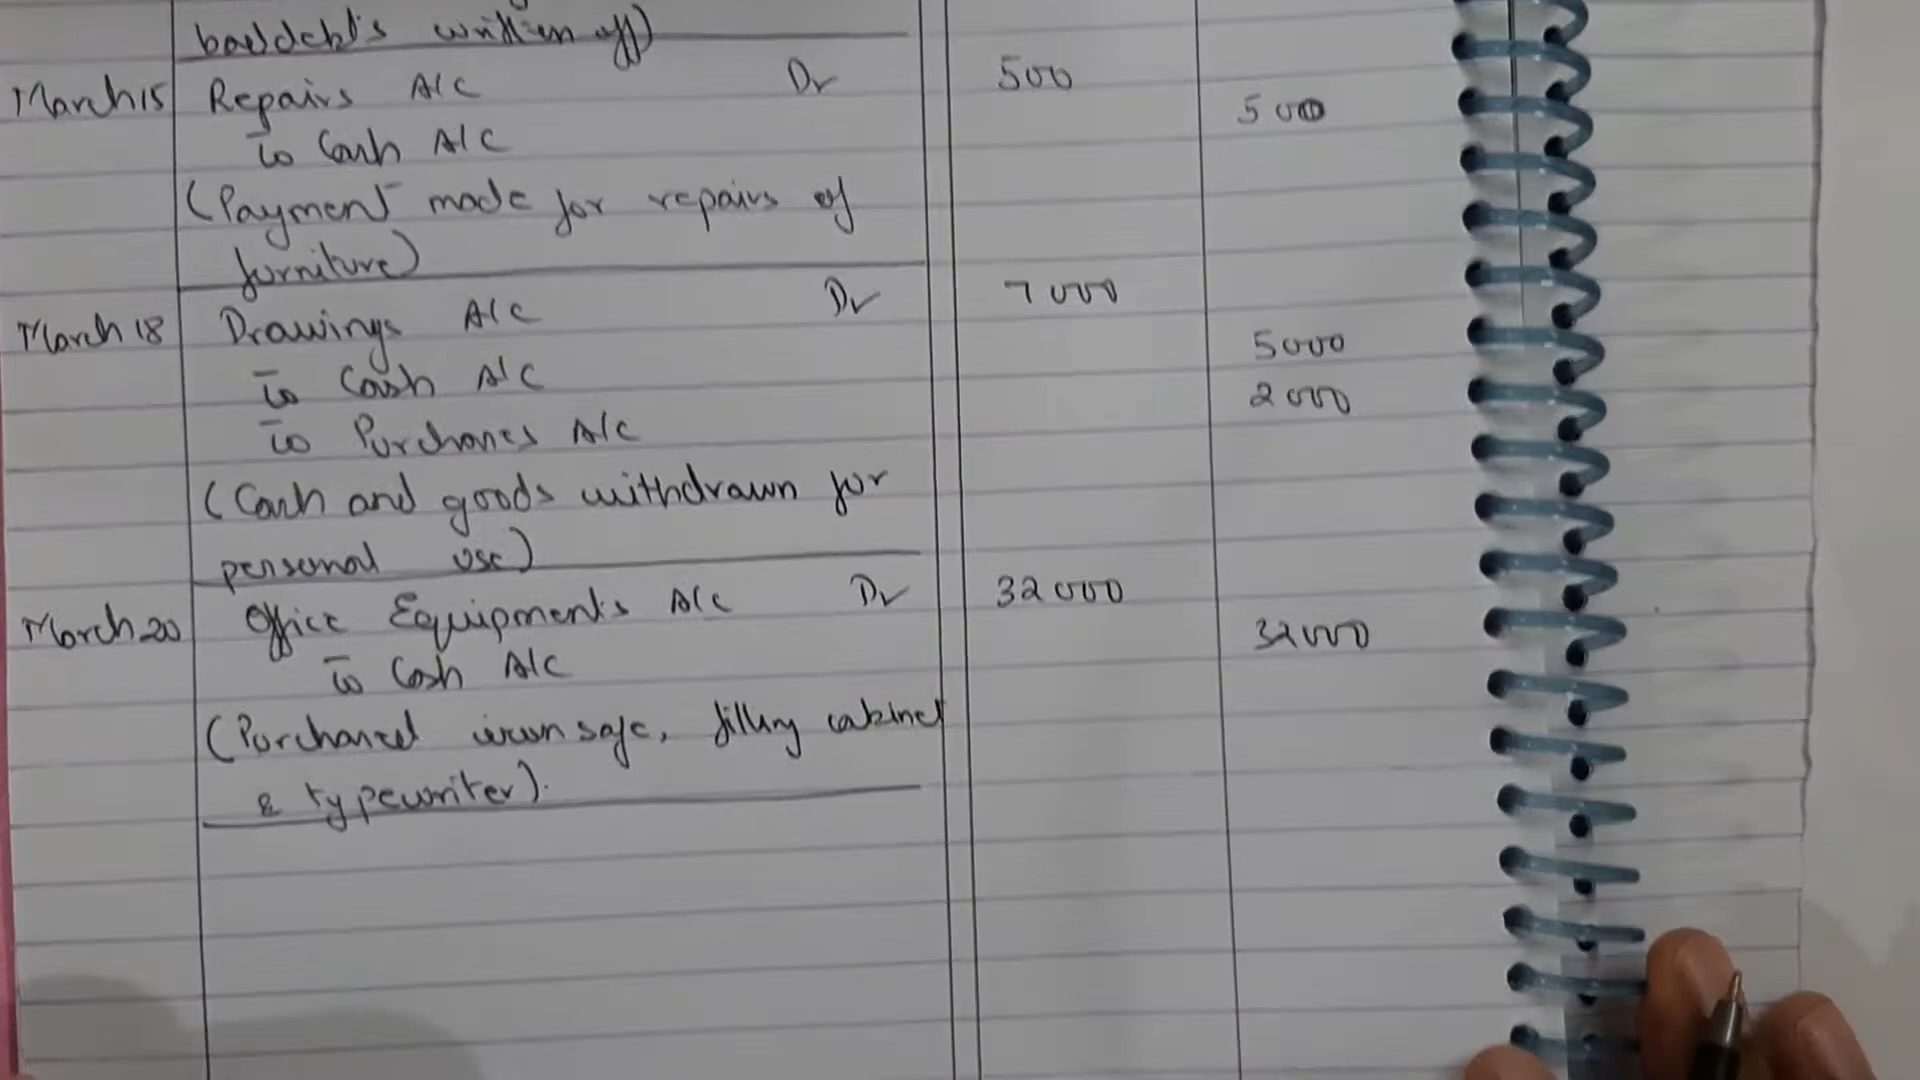 baddebts written off)
March 15 Repairs A/c Dr 500
To Cash A/c 500
(Payment made for repairs of
furniture)
March 18 Drawings A/c Dr 7000
To Cash A/c 5000
To Purchases A/c 2000
(Cash and goods withdrawn for
personal use)
March 20 Office Equipments A/c Dr 32000
To Cash A/c 32000
(Purchased iron safe, filling cabinet
& typewriter).